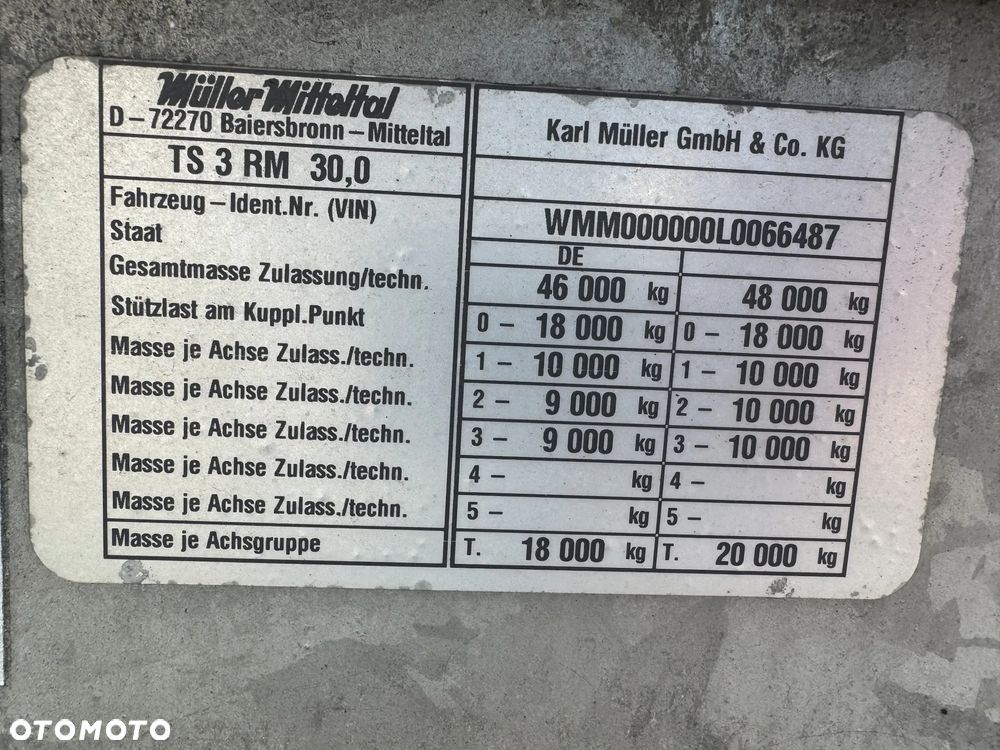 Müller Mitteltal
D-72270 Baiersbronn-Mitteltal
Karl Müller GmbH & Co. KG
TS 3 RM 30,0
Fahrzeug-Ident.Nr. (VIN) WMM000000L0066487
Staat DE
Gesamtmasse Zulassung/techn. 46 000 kg 48 000 kg
Stützlast am Kuppl.Punkt 0- 18 000 kg 0- 18 000 kg
Masse je Achse Zulass./techn. 1- 10 000 kg 1- 10 000 kg
Masse je Achse Zulass./techn. 2- 9 000 kg 2- 10 000 kg
Masse je Achse Zulass./techn. 3- 9 000 kg 3- 10 000 kg
Masse je Achse Zulass./techn. 4- kg 4- kg
Masse je Achse Zulass./techn. 5- kg 5- kg
Masse je Achsgruppe T. 18 000 kg T. 20 000 kg
OTOMOTO